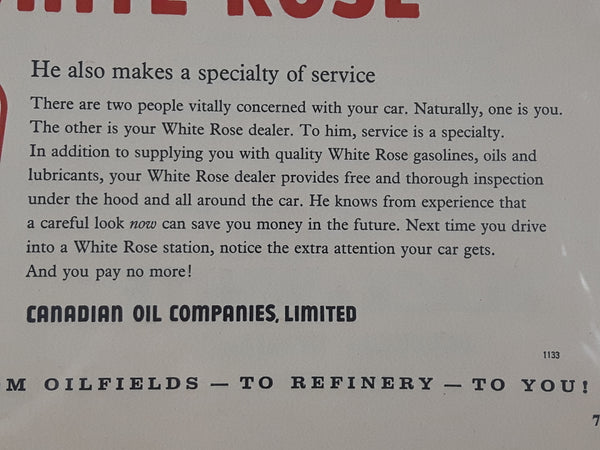 WHITE ROSE
He also makes a specialty of service
There are two people vitally concerned with your car. Naturally, one is you.
The other is your White Rose dealer. To him, service is a specialty.
In addition to supplying you with quality White Rose gasolines, oils and
lubricants, your White Rose dealer provides free and thorough inspection
under the hood and all around the car. He knows from experience that
a careful look now can save you money in the future. Next time you drive
into a White Rose station, notice the extra attention your car gets.
And you pay no more!
CANADIAN OIL COMPANIES, LIMITED
1133
OM OILFIELDS — TO REFINERY — TO YOU!
7